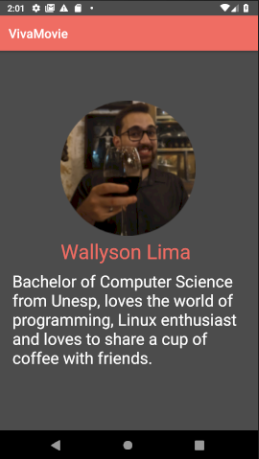 2:01
VivaMovie
Wallyson Lima
Bachelor of Computer Science
from Unesp, loves the world of
programming, Linux enthusiast
and loves to share a cup of
coffee with friends.